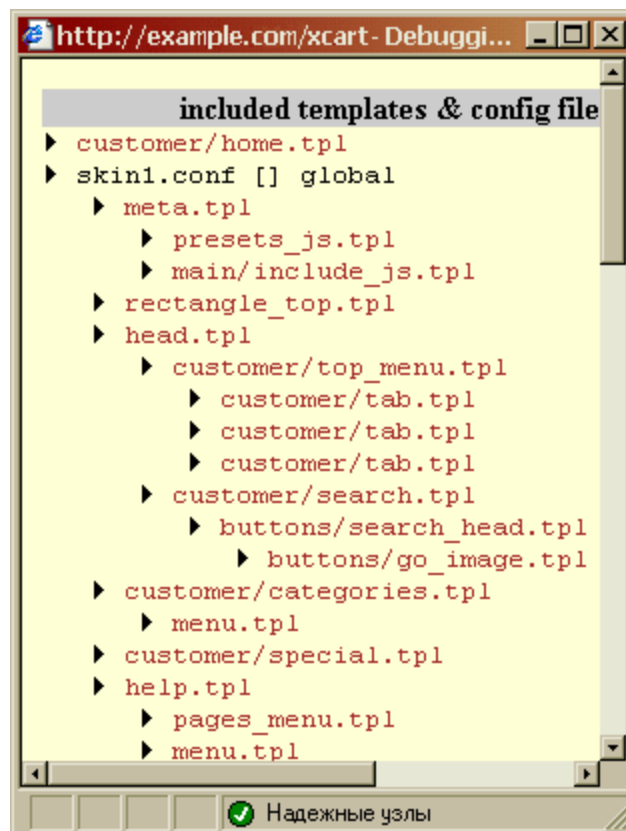 http://example.com/xcart- Debuggi...
included templates & config file
customer/home.tpl
skin1.conf [] global
meta.tpl
presets_js.tpl
main/include_js.tpl
rectangle_top.tpl
head.tpl
customer/top_menu.tpl
customer/tab.tpl
customer/tab.tpl
customer/tab.tpl
customer/search.tpl
buttons/search_head.tpl
buttons/go_image.tpl
customer/categories.tpl
menu.tpl
customer/special.tpl
help.tpl
pages_menu.tpl
menu.tpl
Надежные узлы